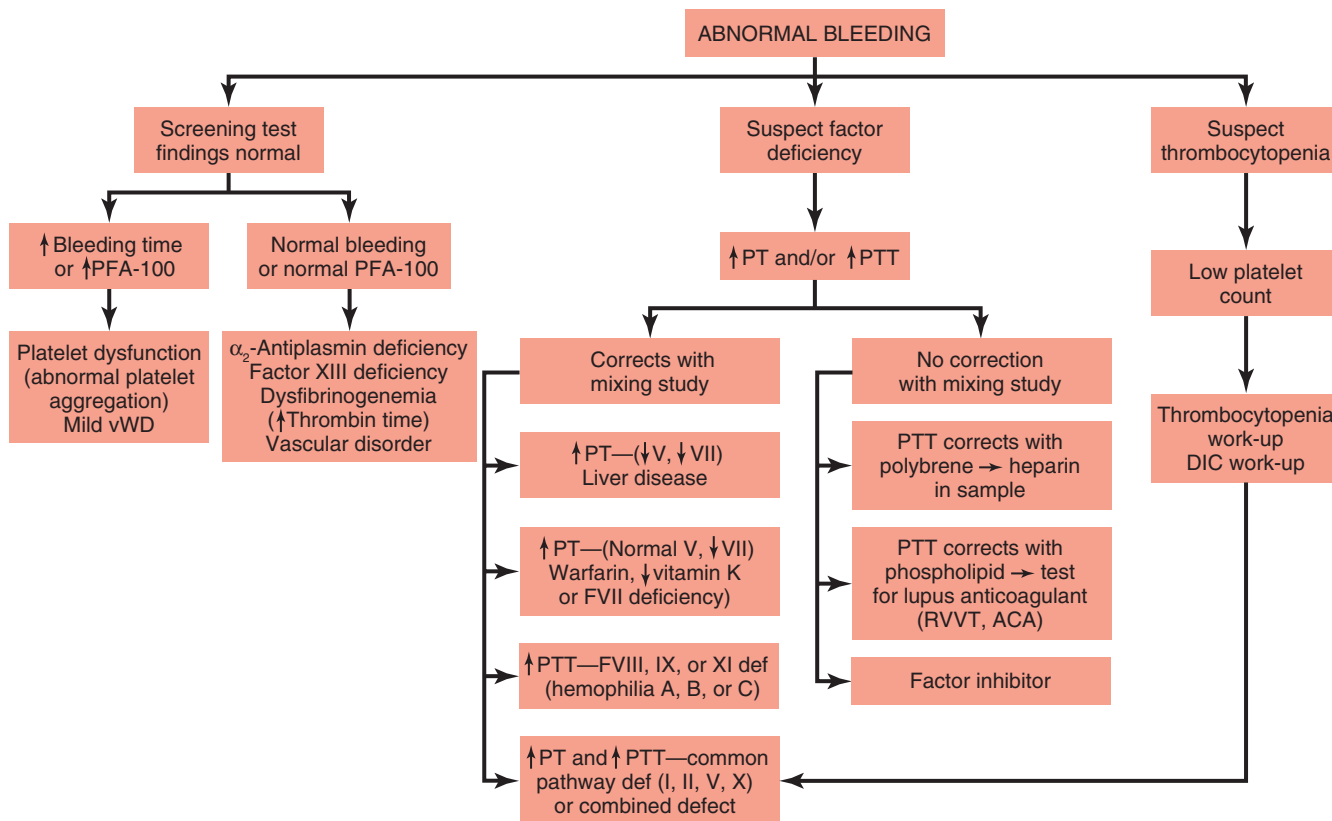 ABNORMAL BLEEDING
Screening test
findings normal
Suspect factor
deficiency
Suspect
thrombocytopenia
↑Bleeding time
or ↑PFA-100
Normal bleeding
or normal PFA-100
↑PT and/or ↑PTT
Low platelet
count
Platelet dysfunction
(abnormal platelet
aggregation)
Mild vWD
α₂-Antiplasmin deficiency
Factor XIII deficiency
Dysfibrinogenemia
(↑Thrombin time)
Vascular disorder
Corrects with
mixing study
No correction
with mixing study
Thrombocytopenia
work-up
DIC work-up
↑PT—(↓V, ↓VII)
Liver disease
PTT corrects with
polybrene → heparin
in sample
↑PT—(Normal V, ↓VII)
Warfarin, ↓vitamin K
or FVII deficiency)
PTT corrects with
phospholipid → test
for lupus anticoagulant
(RVVT, ACA)
↑PTT—FVIII, IX, or XI def
(hemophilia A, B, or C)
Factor inhibitor
↑PT and ↑PTT—common
pathway def (I, II, V, X)
or combined defect